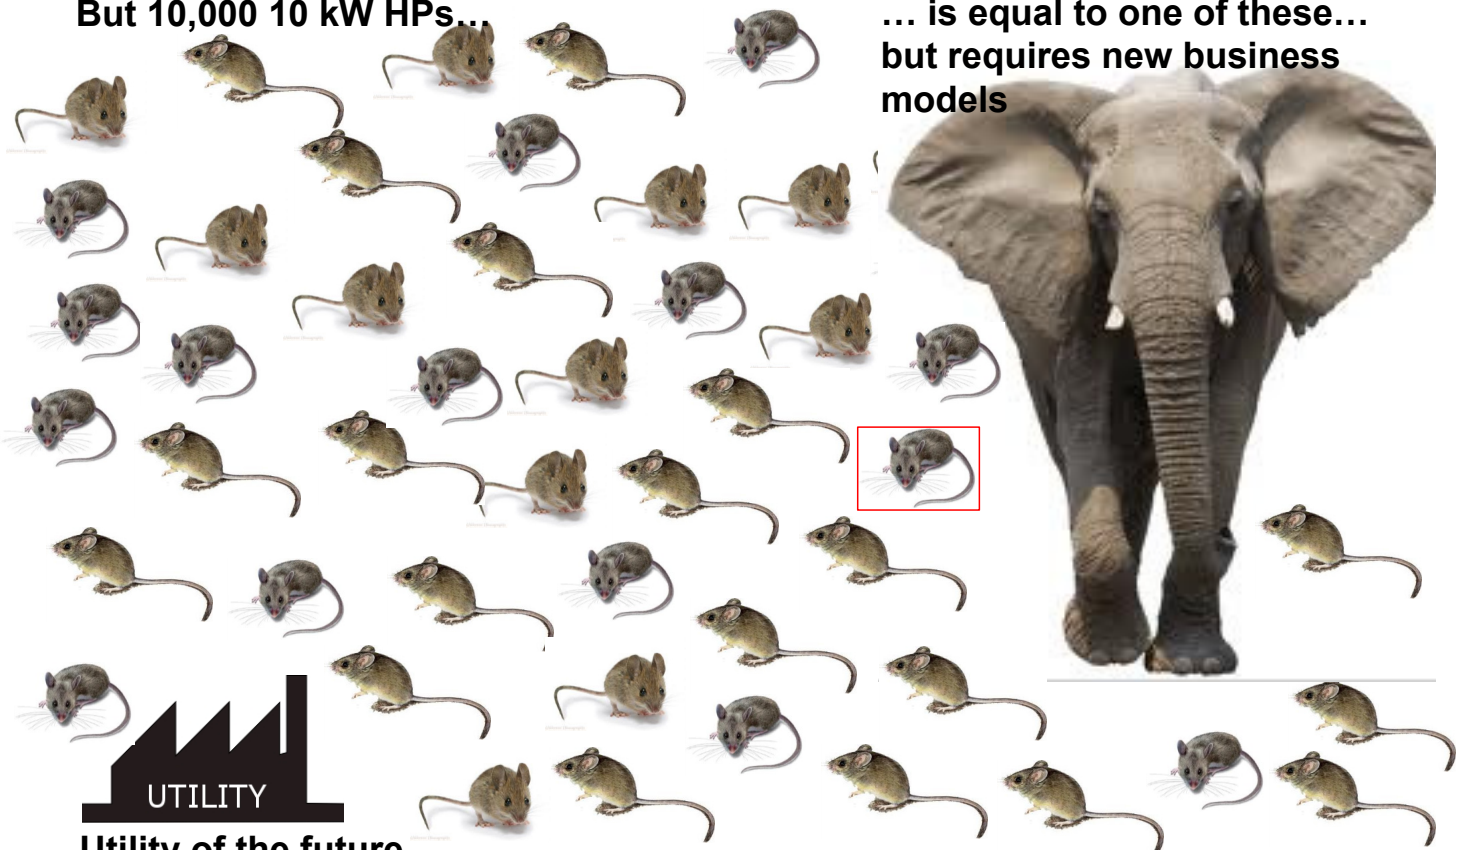 But 10,000 10 kW HPs…
… is equal to one of these…
but requires new business
models
UTILITY
Utility of the future